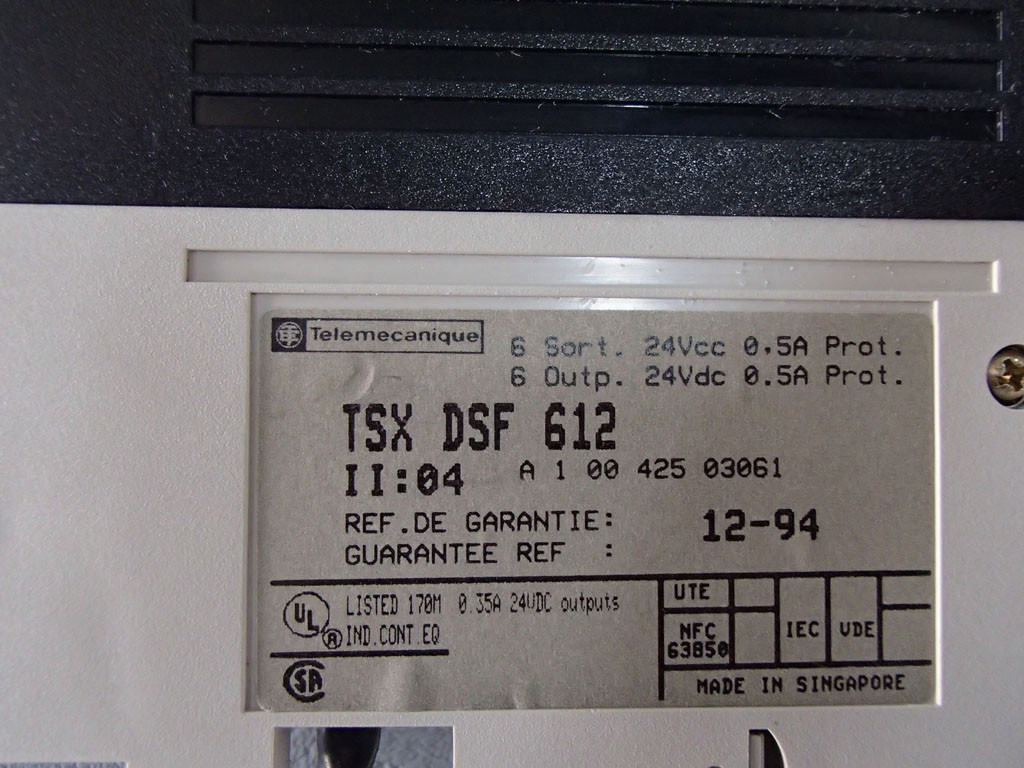 Telemecanique
6 Sort. 24Vcc 0,5A Prot.
6 Outp. 24Vdc 0.5A Prot.
TSX DSF 612
II:04 A 1 00 425 03061
REF.DE GARANTIE: 12-94
GUARANTEE REF :
UL ® LISTED 170M 0.35A 24VDC outputs
IND.CONT.EQ
SA
UTE
NFC IEC VDE
63850
MADE IN SINGAPORE